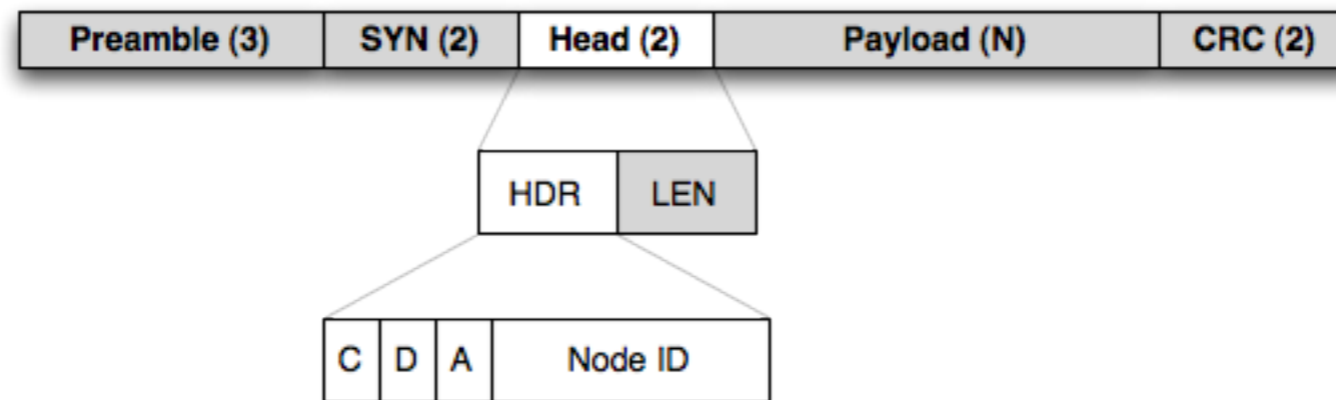 Preamble (3) SYN (2) Head (2) Payload (N) CRC (2)
HDR LEN
C D A Node ID